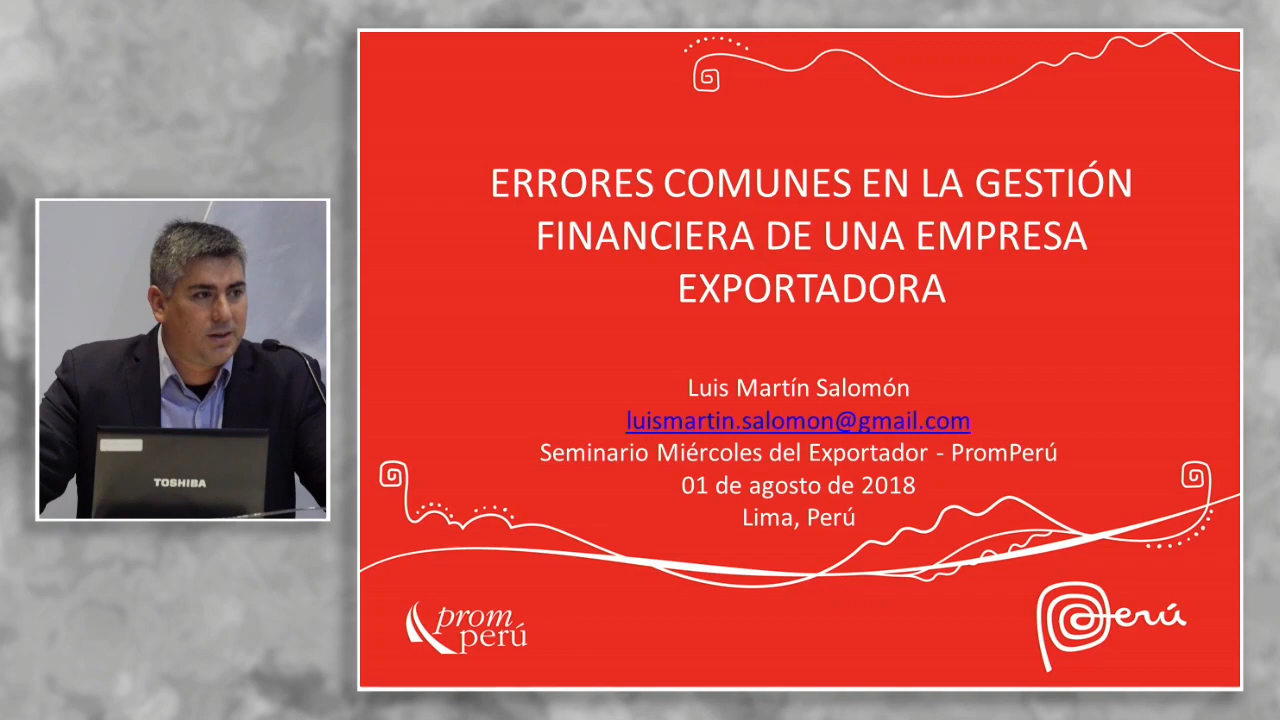 ERRORES COMUNES EN LA GESTIÓN
FINANCIERA DE UNA EMPRESA
EXPORTADORA
Luis Martín Salomón
luismartin.salomon@gmail.com
Seminario Miércoles del Exportador - PromPerú
01 de agosto de 2018
Lima, Perú
TOSHIBA
prom
perú
Perú